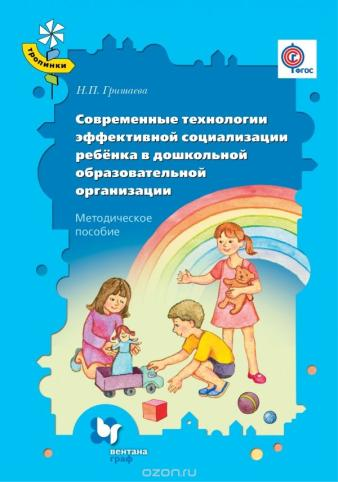 тропинки
ФГОС
Н.П. Гришаева
Современные технологии
эффективной социализации
ребёнка в дошкольной
образовательной
организации
Методическое
пособие
вентана
граф
ozon.ru